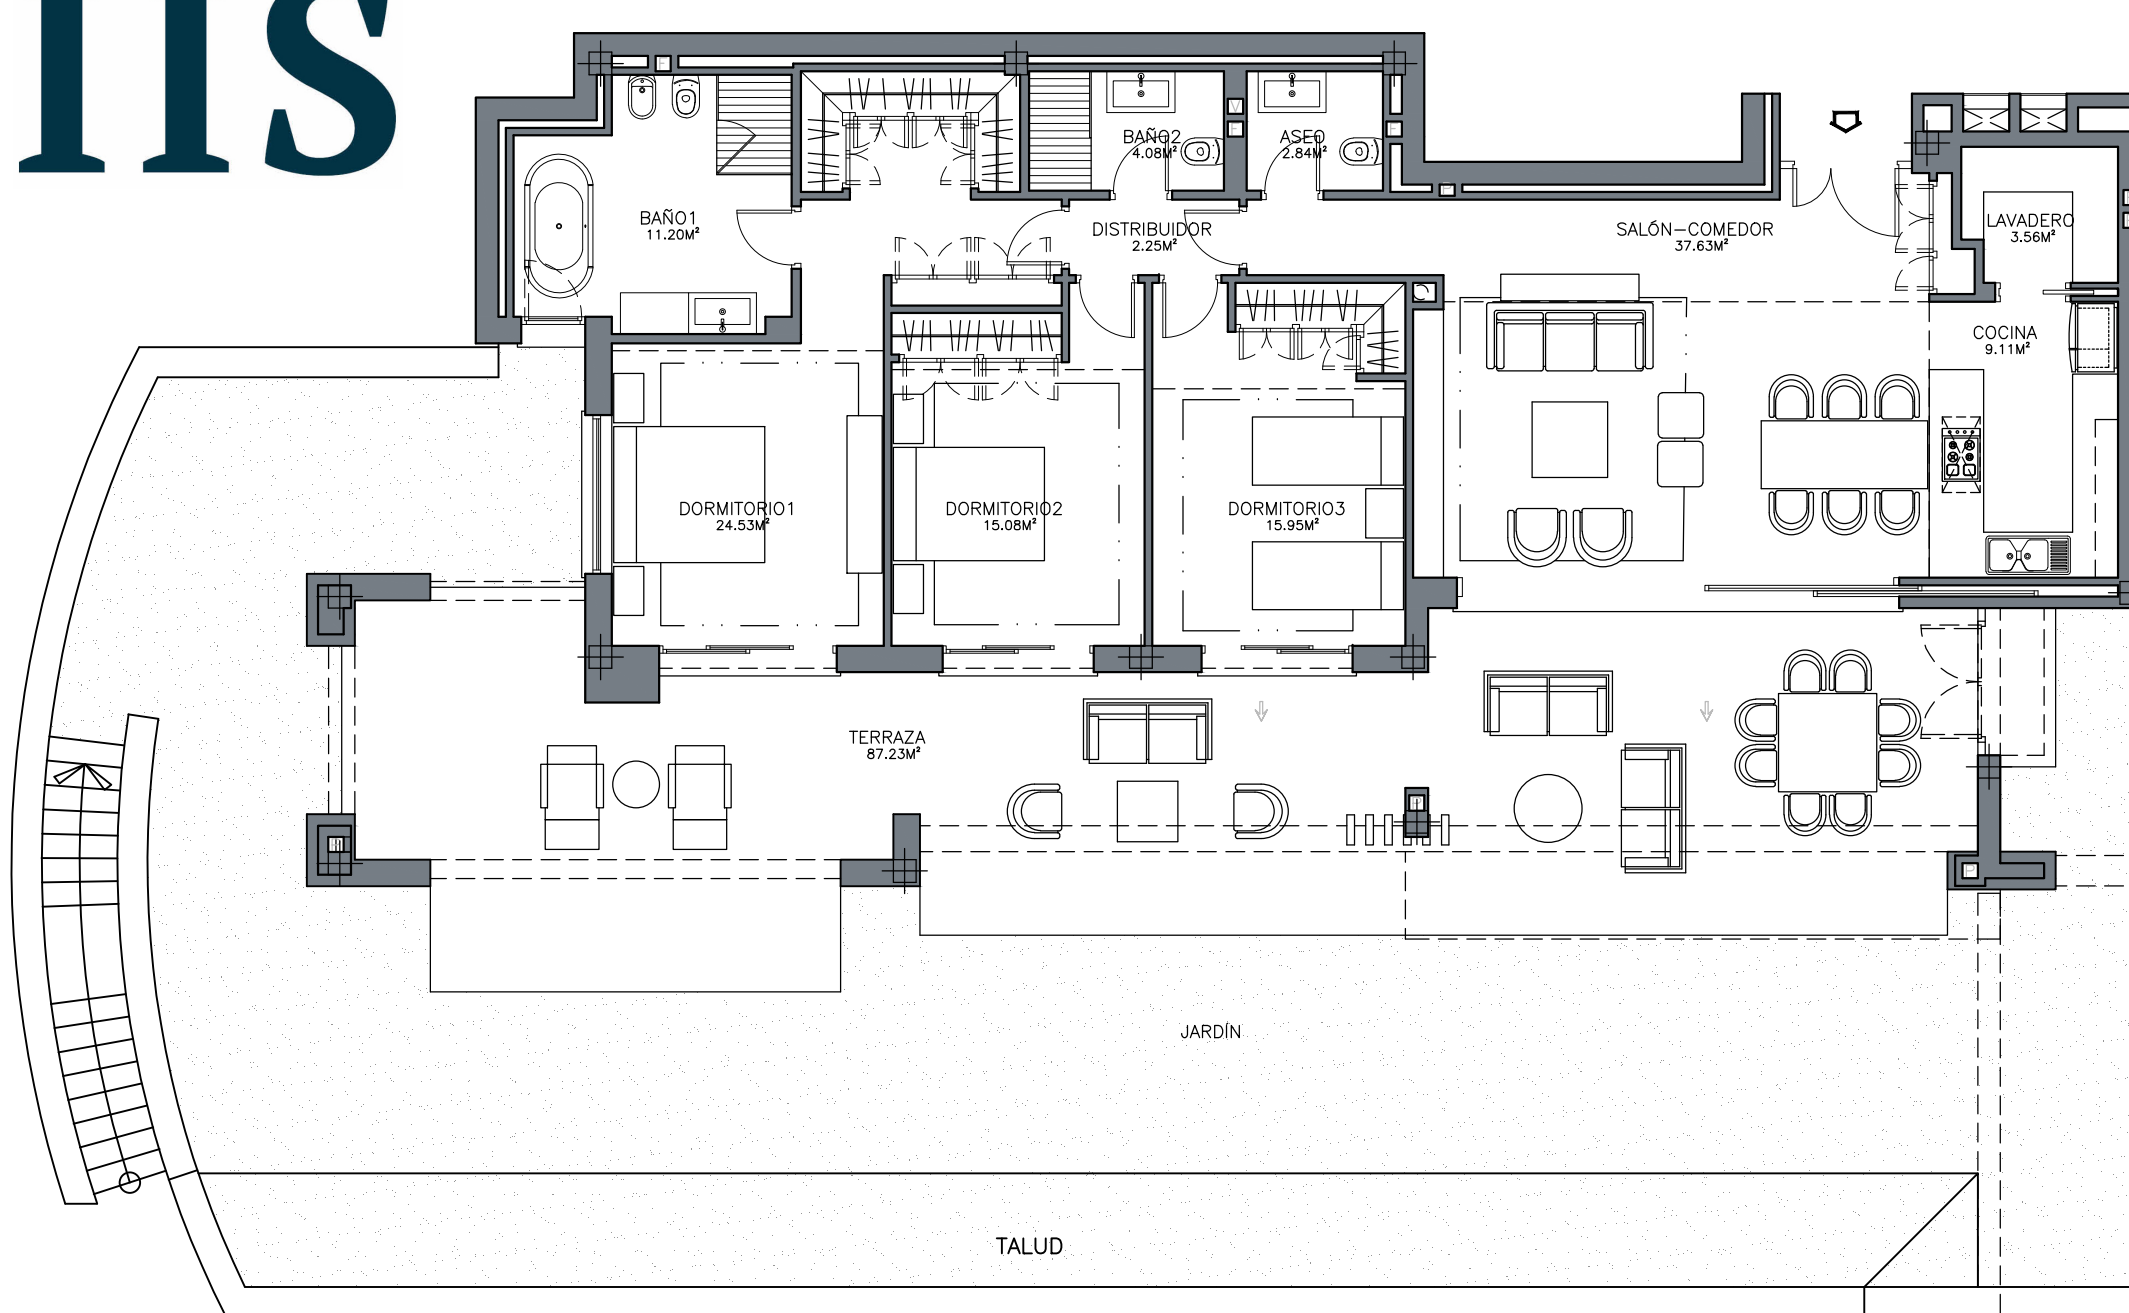 IIS
BAÑO2
4.08M²
ASEO
2.84M²
BAÑO1
11.20M²
DISTRIBUIDOR
2.25M²
SALÓN-COMEDOR
37.63M²
LAVADERO
3.56M²
COCINA
9.11M²
DORMITORIO1
24.53M²
DORMITORIO2
15.08M²
DORMITORIO3
15.95M²
TERRAZA
87.23M²
JARDÍN
TALUD